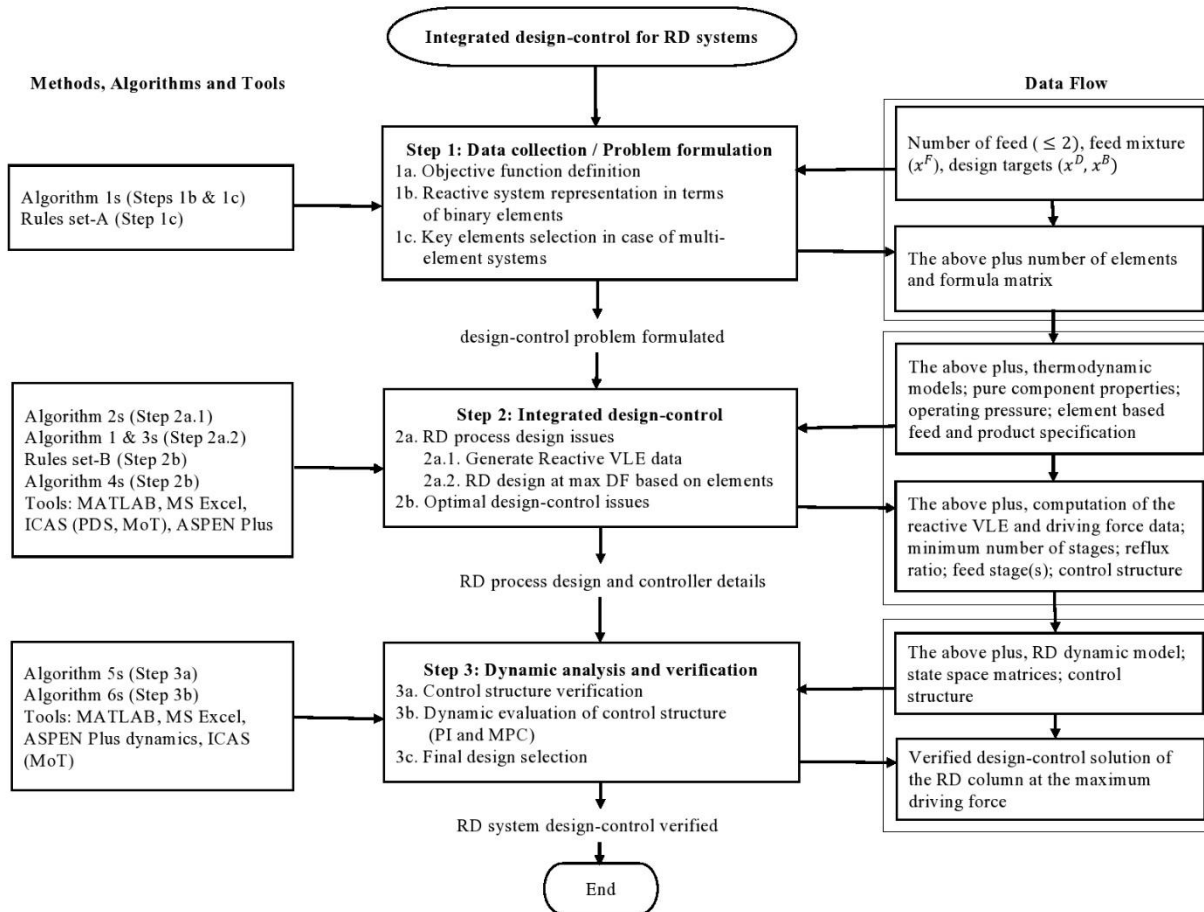 Integrated design-control for RD systems
Methods, Algorithms and Tools
Data Flow
Algorithm 1s (Steps 1b & 1c)
Rules set-A (Step 1c)
Step 1: Data collection / Problem formulation
1a. Objective function definition
1b. Reactive system representation in terms
of binary elements
1c. Key elements selection in case of multi-
element systems
Number of feed ( ≤ 2), feed mixture
(x^F), design targets (x^D, x^B)
The above plus number of elements
and formula matrix
design-control problem formulated
Algorithm 2s (Step 2a.1)
Algorithm 1 & 3s (Step 2a.2)
Rules set-B (Step 2b)
Algorithm 4s (Step 2b)
Tools: MATLAB, MS Excel,
ICAS (PDS, MoT), ASPEN Plus
Step 2: Integrated design-control
2a. RD process design issues
2a.1. Generate Reactive VLE data
2a.2. RD design at max DF based on elements
2b. Optimal design-control issues
The above plus, thermodynamic
models; pure component properties;
operating pressure; element based
feed and product specification
The above plus, computation of the
reactive VLE and driving force data;
minimum number of stages; reflux
ratio; feed stage(s); control structure
RD process design and controller details
Algorithm 5s (Step 3a)
Algorithm 6s (Step 3b)
Tools: MATLAB, MS Excel,
ASPEN Plus dynamics, ICAS
(MoT)
Step 3: Dynamic analysis and verification
3a. Control structure verification
3b. Dynamic evaluation of control structure
(PI and MPC)
3c. Final design selection
The above plus, RD dynamic model;
state space matrices; control
structure
Verified design-control solution of
the RD column at the maximum
driving force
RD system design-control verified
End